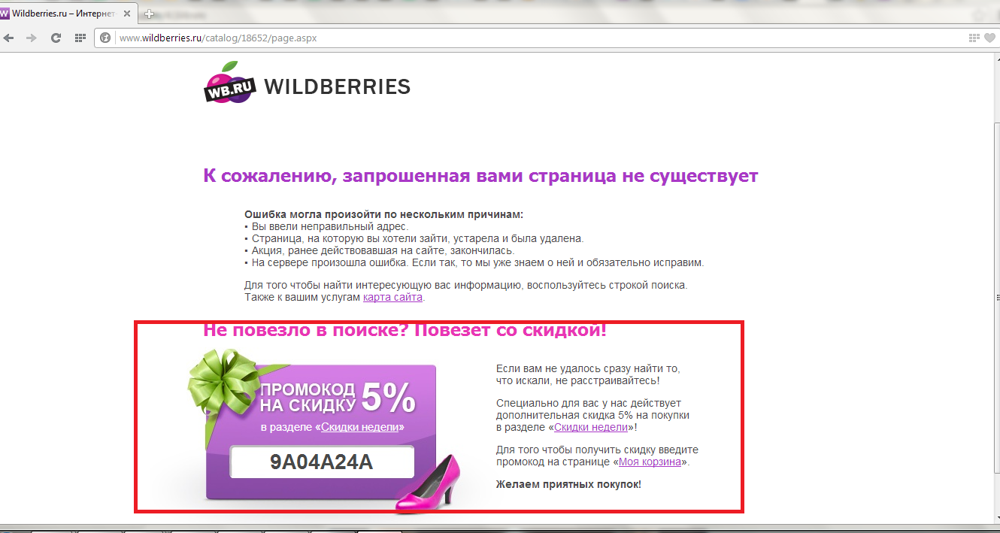 Wildberries.ru – Интернет-
www.wildberries.ru/catalog/18652/page.aspx
WB.RU WILDBERRIES
К сожалению, запрошенная вами страница не существует
Ошибка могла произойти по нескольким причинам:
▪ Вы ввели неправильный адрес.
▪ Страница, на которую вы хотели зайти, устарела и была удалена.
▪ Акция, ранее действовавшая на сайте, закончилась.
▪ На сервере произошла ошибка. Если так, то мы уже знаем о ней и обязательно исправим.
Для того чтобы найти интересующую вас информацию, воспользуйтесь строкой поиска.
Также к вашим услугам карта сайта.
Не повезло в поиске? Повезет со скидкой!
ПРОМОКОД
НА СКИДКУ 5%
в разделе «Скидки недели»
9A04A24A
Если вам не удалось сразу найти то,
что искали, не расстраивайтесь!
Специально для вас у нас действует
дополнительная скидка 5% на покупки
в разделе «Скидки недели»!
Для того чтобы получить скидку введите
промокод на странице «Моя корзина».
Желаем приятных покупок!